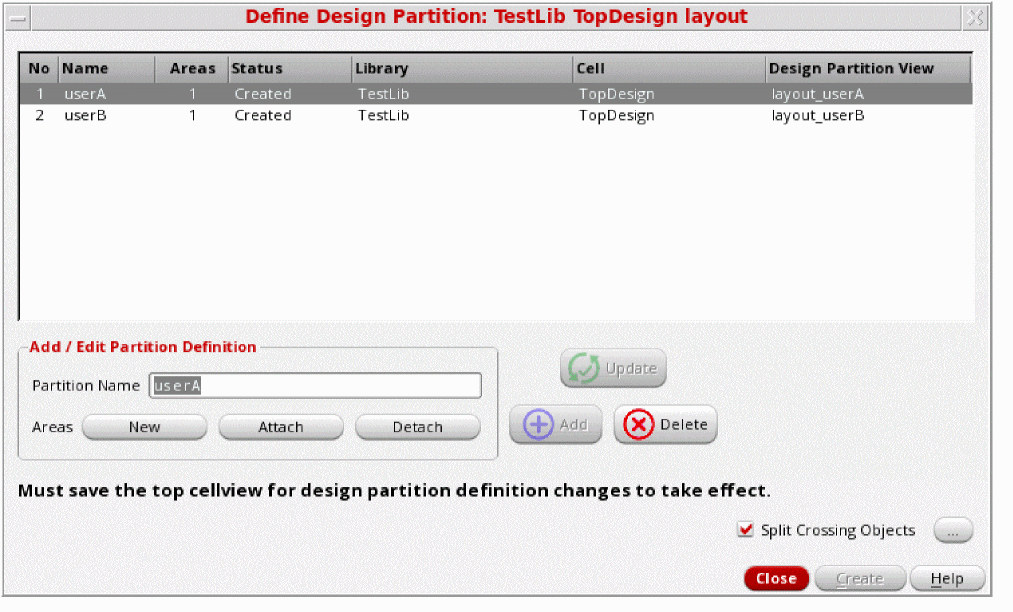 Define Design Partition: TestLib TopDesign layout
No Name Areas Status Library Cell Design Partition View
1 userA 1 Created TestLib TopDesign layout_userA
2 userB 1 Created TestLib TopDesign layout_userB
Add / Edit Partition Definition
Partition Name userA
Update
Areas New Attach Detach
Add Delete
Must save the top cellview for design partition definition changes to take effect.
Split Crossing Objects ...
Close Create Help